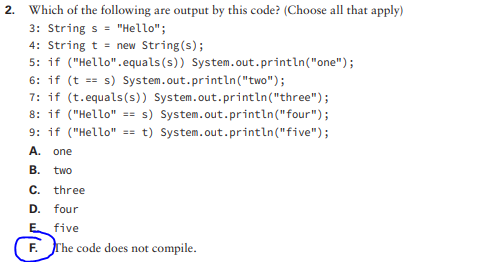 2. Which of the following are output by this code? (Choose all that apply)
3: String s = "Hello";
4: String t = new String(s);
5: if ("Hello".equals(s)) System.out.println("one");
6: if (t == s) System.out.println("two");
7: if (t.equals(s)) System.out.println("three");
8: if ("Hello" == s) System.out.println("four");
9: if ("Hello" == t) System.out.println("five");
A. one
B. two
C. three
D. four
E. five
F. The code does not compile.